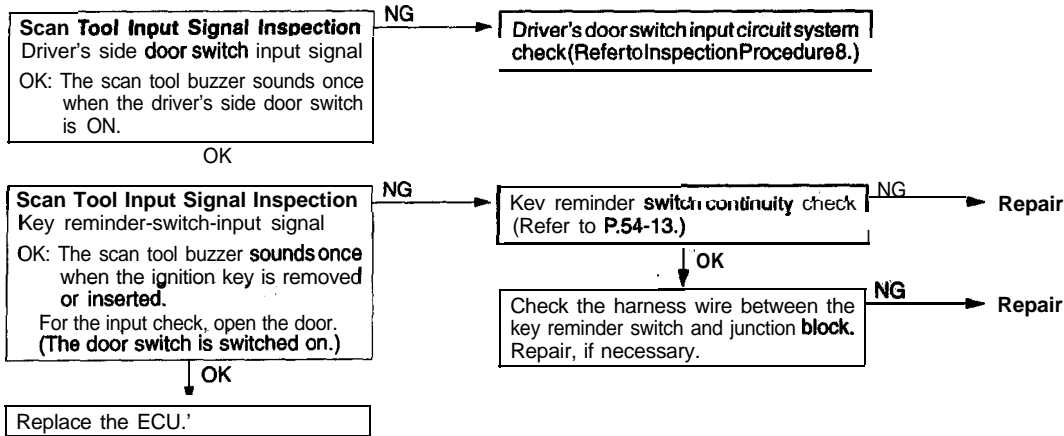 Scan Tool Input Signal Inspection
Driver's side door switch input signal
OK: The scan tool buzzer sounds once
when the driver's side door switch
is ON.
NG
Driver's door switch input circuit system
check (Refer to Inspection Procedure 8.)
OK
Scan Tool Input Signal Inspection
Key reminder-switch-input signal
OK: The scan tool buzzer sounds once
when the ignition key is removed
or inserted.
For the input check, open the door.
(The door switch is switched on.)
NG
Kev reminder switch continuity check
(Refer to P.54-13.)
NG
Repair
OK
Check the harness wire between the
key reminder switch and junction block.
Repair, if necessary.
NG
Repair
OK
Replace the ECU.'